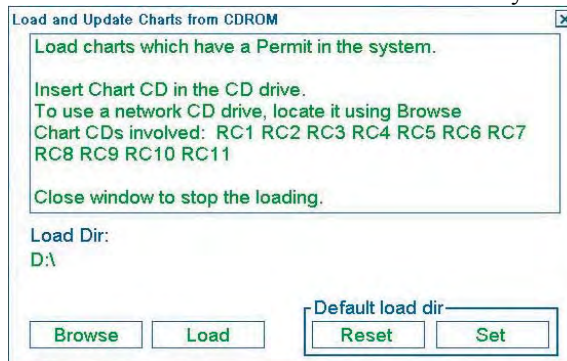 Load and Update Charts from CDROM
Load charts which have a Permit in the system.
Insert Chart CD in the CD drive.
To use a network CD drive, locate it using Browse
Chart CDs involved: RC1 RC2 RC3 RC4 RC5 RC6 RC7
RC8 RC9 RC10 RC11
Close window to stop the loading.
Load Dir:
D:\
Default load dir
Browse Load Reset Set